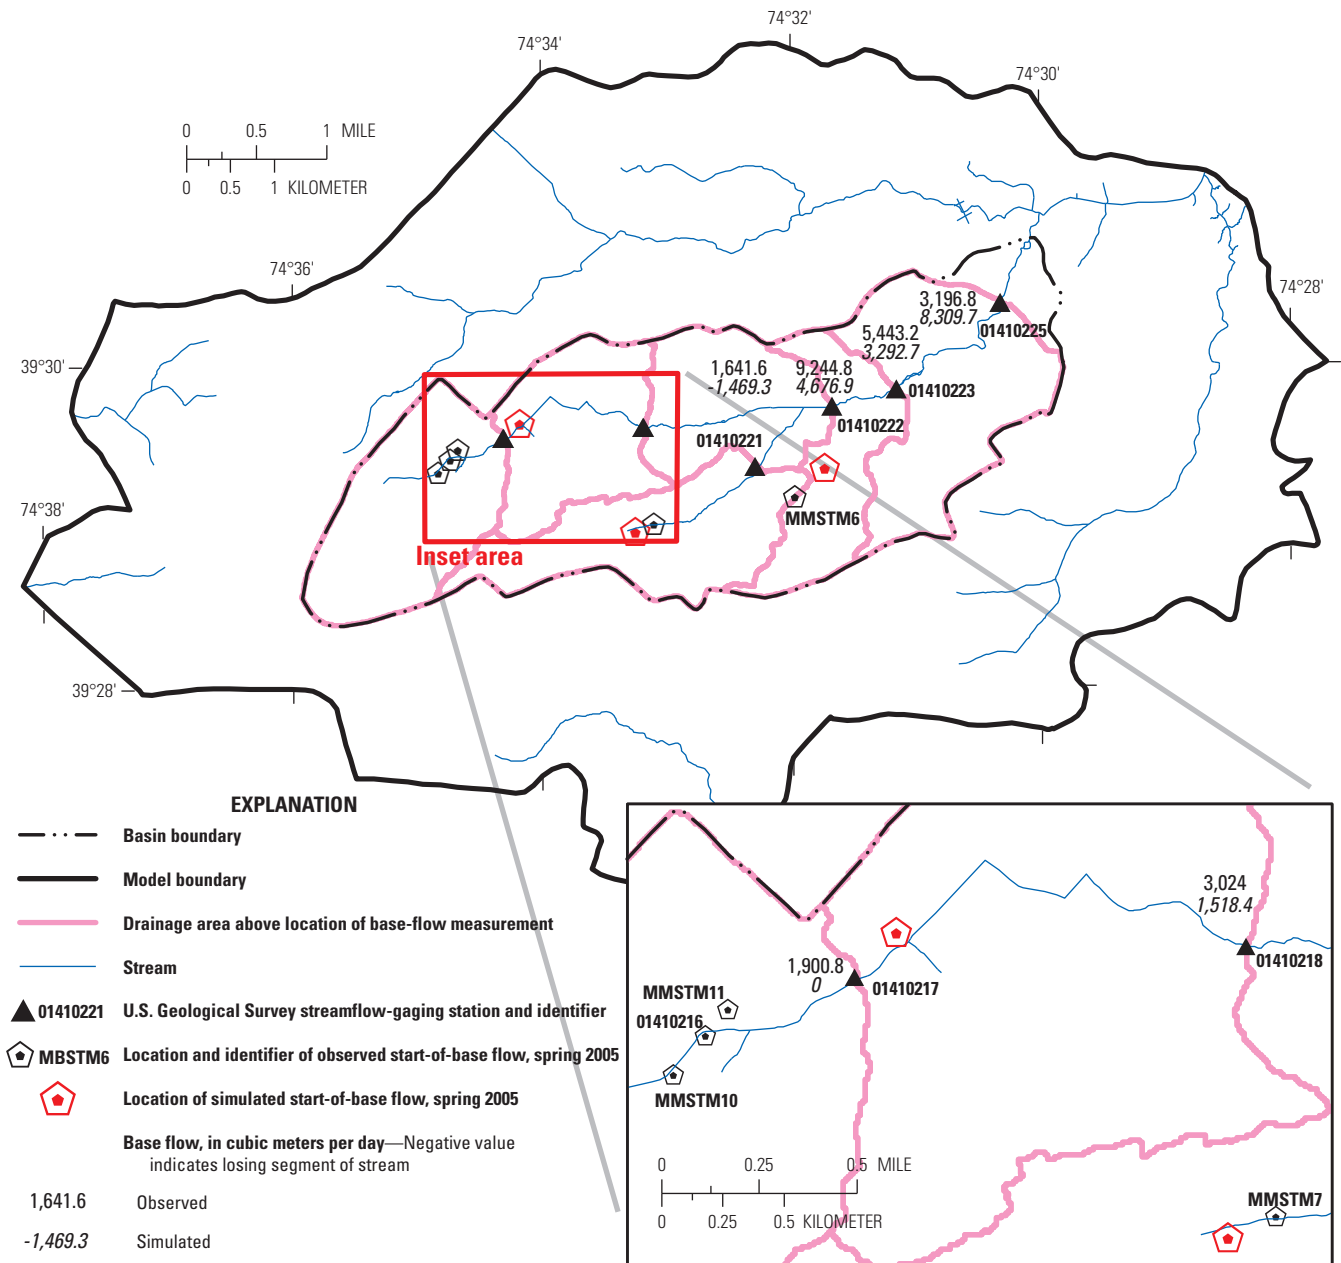 74°32'
74°34'
74°30'
0 0.5 1 MILE
0 0.5 1 KILOMETER
74°36'
74°28'
3,196.8
8,309.7
01410225
5,443.2
3,292.7
39°30'
1,641.6
-1,469.3
9,244.8
4,676.9
01410223
01410222
01410221
74°38'
MMSTM6
Inset area
39°28'
EXPLANATION
Basin boundary
Model boundary
Drainage area above location of base-flow measurement
Stream
01410221 U.S. Geological Survey streamflow-gaging station and identifier
MBSTM6 Location and identifier of observed start-of-base flow, spring 2005
Location of simulated start-of-base flow, spring 2005
Base flow, in cubic meters per day—Negative value
indicates losing segment of stream
1,641.6 Observed
-1,469.3 Simulated
3,024
1,518.4
01410218
1,900.8
0
01410217
MMSTM11
01410216
MMSTM10
0 0.25 0.5 MILE
0 0.25 0.5 KILOMETER
MMSTM7